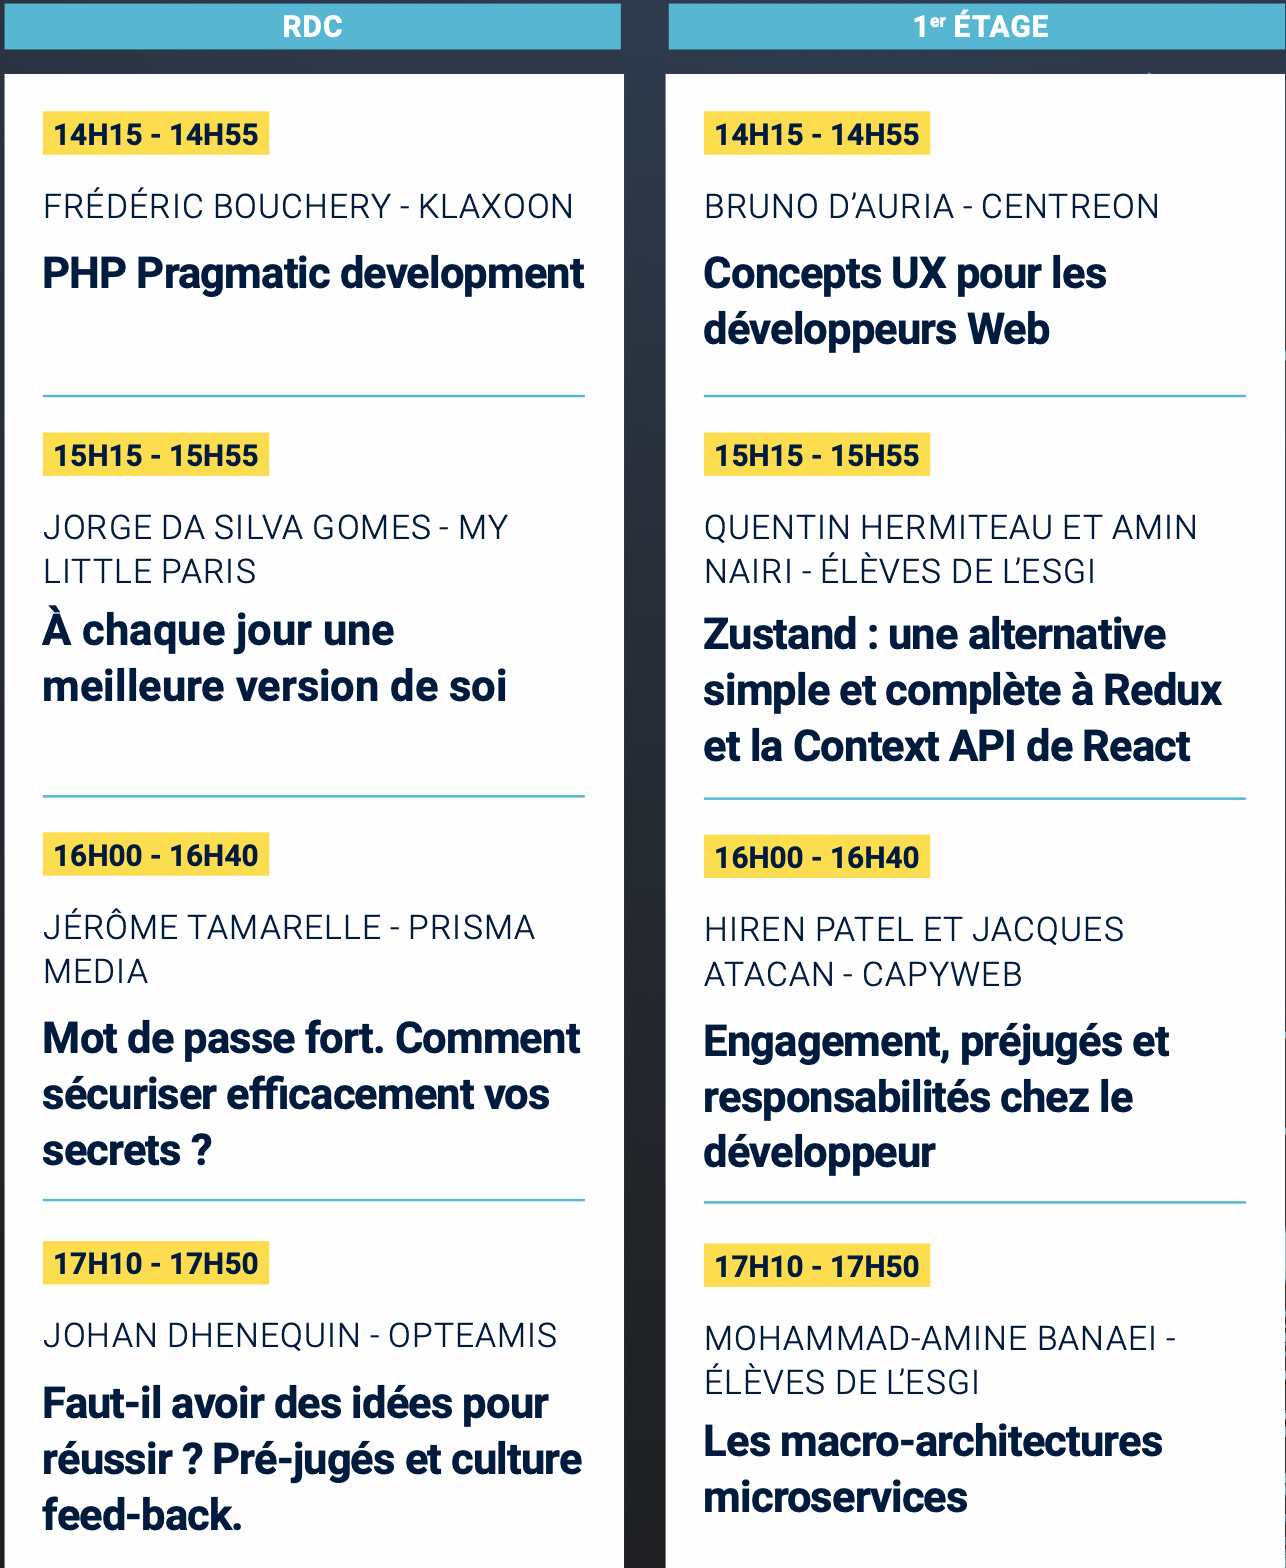 RDC
14H15 - 14H55
FRÉDÉRIC BOUCHERY - KLAXOON
PHP Pragmatic development
15H15 - 15H55
JORGE DA SILVA GOMES - MY
LITTLE PARIS
À chaque jour une
meilleure version de soi
16H00 - 16H40
JÉRÔME TAMARELLE - PRISMA
MEDIA
Mot de passe fort. Comment
sécuriser efficacement vos
secrets ?
17H10 - 17H50
JOHAN DHENEQUIN - OPTEAMIS
Faut-il avoir des idées pour
réussir ? Pré-jugés et culture
feed-back.
1er ÉTAGE
14H15 - 14H55
BRUNO D’AURIA - CENTREON
Concepts UX pour les
développeurs Web
15H15 - 15H55
QUENTIN HERMITEAU ET AMIN
NAIRI - ÉLÈVES DE L’ESGI
Zustand : une alternative
simple et complète à Redux
et la Context API de React
16H00 - 16H40
HIREN PATEL ET JACQUES
ATACAN - CAPYWEB
Engagement, préjugés et
responsabilités chez le
développeur
17H10 - 17H50
MOHAMMAD-AMINE BANAEI -
ÉLÈVES DE L’ESGI
Les macro-architectures
microservices